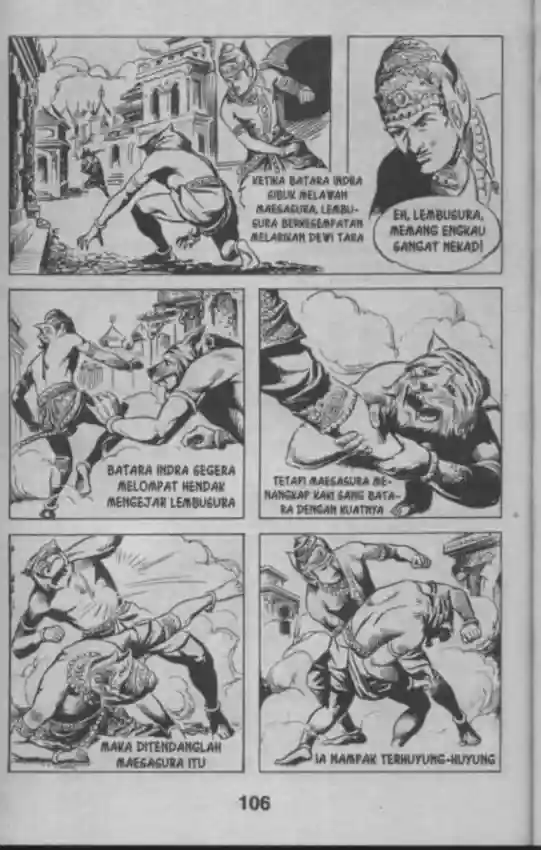 KETIKA BATARA INDRA
SIBUK MELAWAN
MAESASURA, LEMBU-
SURA BERKESEMPATAN
MELARIKAN DEWI TARA
EH, LEMBUSURA,
MEMANG ENGKAU
SANGAT NEKAD!
BATARA INDRA SEGERA
MELOMPAT HENDAK
MENGEJAR LEMBUSURA
TETAPI MAESASURA ME-
NANGKAP KAKI SANG BATA-
RA DENGAN KUATNYA
MAKA DITENDANGLAH
MAESASURA ITU
IA NAMPAK TERHUYUNG-HUYUNG
106